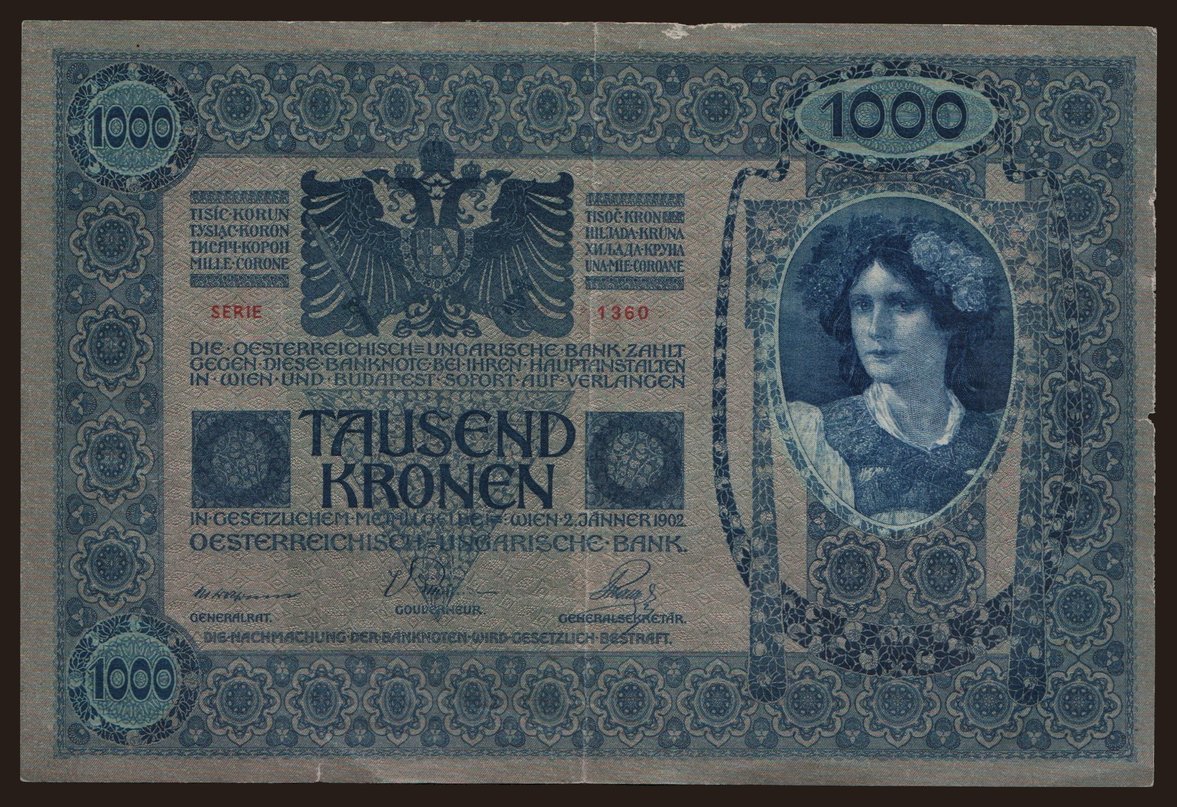 1000
1000
TISÍC·KORUN
TYSIĄC·KORON
ТИСЯЧ·КОРОН
MILLE·CORONE
TISOČ·KRON
HILJADA·KRUNA
ХИЉАДА·КРУНА
UNA·MIE·COROANE
SERIE 1360
DIE·OESTERREICHISCH=UNGARISCHE·BANK·ZAHLT
GEGEN·DIESE·BANKNOTE·BEI·IHREN·HAUPTANSTALTEN
IN·WIEN·UND·BUDAPEST·SOFORT·AUF·VERLANGEN
TAUSEND
KRONEN
IN·GESETZLICHEM·METALLGELDE=·WIEN·2.JÄNNER 1902.
OESTERREICHISCH=UNGARISCHE·BANK.
GENERALRAT.
GOUVERNEUR.
GENERALSEKRETÄR.
DIE·NACHMACHUNG DER·BANKNOTEN·WIRD·GESETZLICH·BESTRAFT.
1000